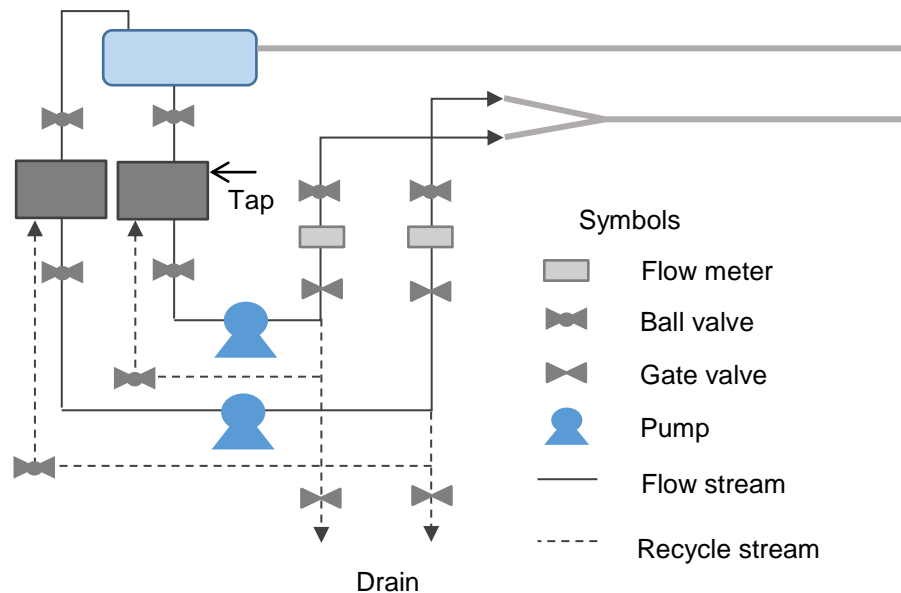 Tap
Symbols
Flow meter
Ball valve
Gate valve
Pump
Flow stream
Recycle stream
Drain